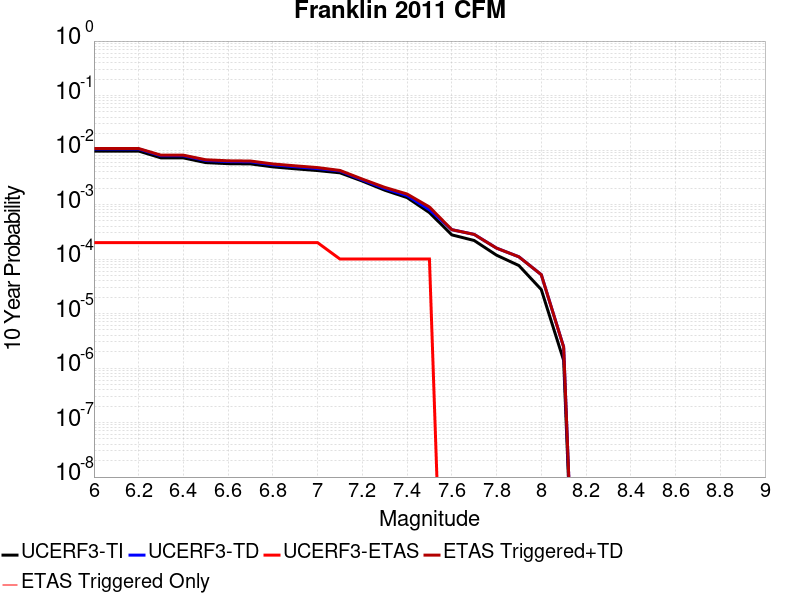 Franklin 2011 CFM
10^0
10^-1
10^-2
10^-3
10^-4
10^-5
10^-6
10^-7
10^-8
10 Year Probability
6 6.2 6.4 6.6 6.8 7 7.2 7.4 7.6 7.8 8 8.2 8.4 8.6 8.8 9
Magnitude
UCERF3-TI UCERF3-TD UCERF3-ETAS ETAS Triggered+TD
ETAS Triggered Only